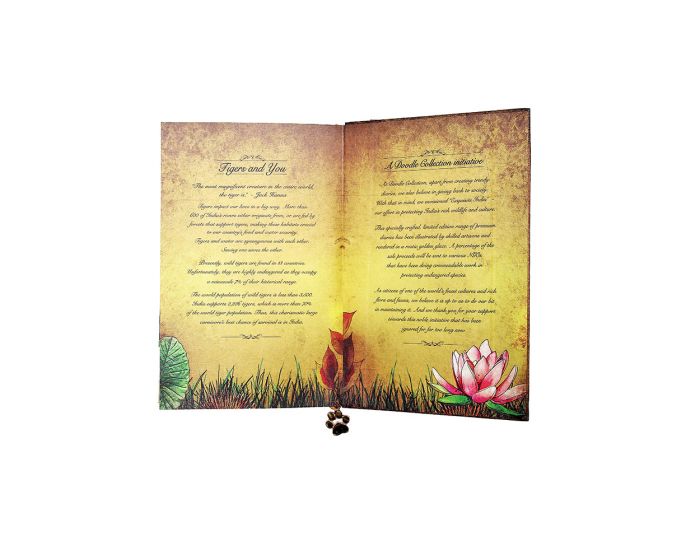 Tigers and You
"The most magnificent creature in the entire world,
the tiger is." - Jack Hanna
Tigers impact our lives in a big way. More than
600 of India's rivers either originate from, or are fed by
forests that support tigers, making these habitats crucial
to our country's food and water security.
Tigers and water are synonymous with each other.
Saving one saves the other.
Presently, wild tigers are found in 13 countries.
Unfortunately, they are highly endangered as they occupy
a miniscule 7% of their historical range.
The world population of wild tigers is less than
India supports 2,226 tigers, which is more than 70%
of the world tiger population. Thus, this charismatic large
carnivore's best chance of survival is in India.
A Doodle Collection initiative
At Doodle Collection, apart from creating trendy
diaries, we also believe in giving back to society.
With that in mind, we envisioned "Exquisite India"
our effort in protecting India's rich wildlife and culture.
This specially crafted, limited edition range of premium
diaries has been illustrated by skilled artisans and
rendered in a rustic golden glaze. A percentage of the
sale proceeds will be sent to various NGOs,
that have been doing commendable work in
protecting endangered species.
As citizens of one of the world's finest cultures and rich
flora and fauna, we believe it is up to us to do our bit
in maintaining it. And we thank you for your support
towards this noble initiative that has been
ignored for far too long now.